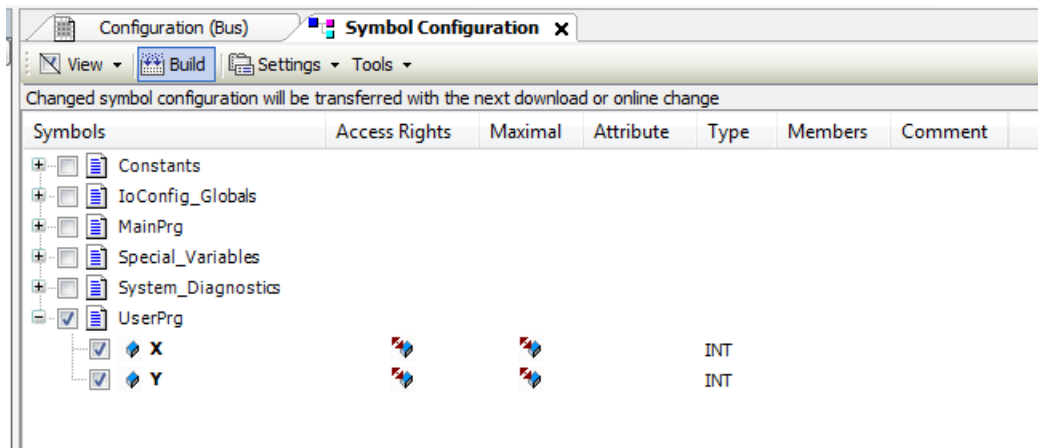 Configuration (Bus) Symbol Configuration x
View Build Settings Tools
Changed symbol configuration will be transferred with the next download or online change
Symbols Access Rights Maximal Attribute Type Members Comment
Constants
IoConfig_Globals
MainPrg
Special_Variables
System_Diagnostics
UserPrg
X INT
Y INT